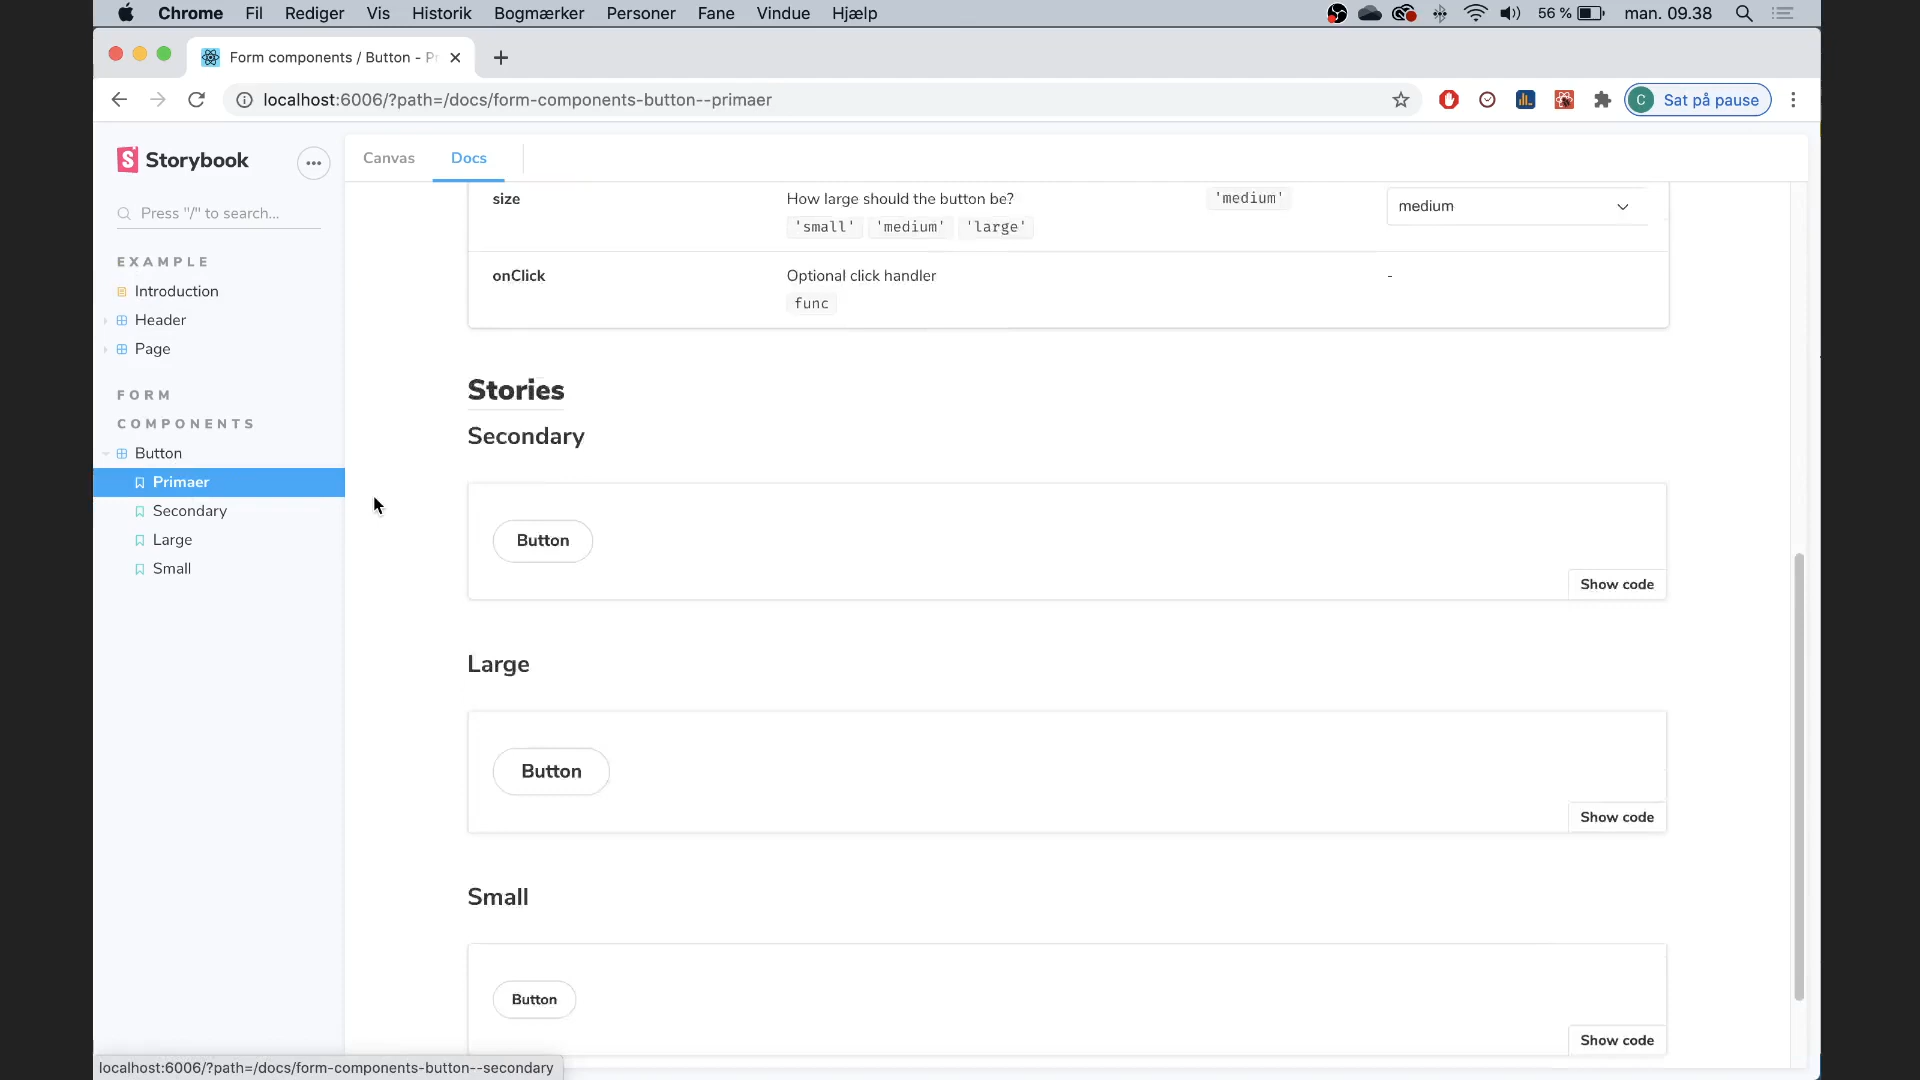 Chrome Fil Rediger Vis Historik Bogmærker Personer Fane Vindue Hjælp 56 % man. 09.38
Form components / Button - Pr
localhost:6006/?path=/docs/form-components-button--primaer
C Sat på pause
S Storybook
Press "/" to search...
EXAMPLE
Introduction
Header
Page
FORM
COMPONENTS
Button
Primaer
Secondary
Large
Small
Canvas Docs
size How large should the button be? 'medium' medium
'small' 'medium' 'large'
onClick Optional click handler -
func
Stories
Secondary
Button
Show code
Large
Button
Show code
Small
Button
Show code
localhost:6006/?path=/docs/form-components-button--secondary